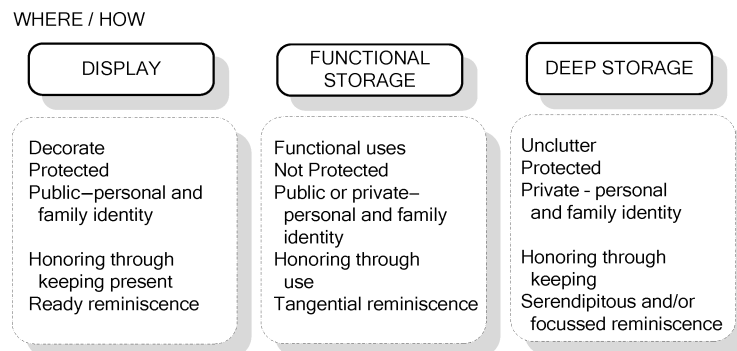 WHERE / HOW
DISPLAY
Decorate
Protected
Public–personal and
family identity
Honoring through
keeping present
Ready reminiscence
FUNCTIONAL
STORAGE
Functional uses
Not Protected
Public or private–
personal and family
identity
Honoring through
use
Tangential reminiscence
DEEP STORAGE
Unclutter
Protected
Private - personal
and family identity
Honoring through
keeping
Serendipitous and/or
focussed reminiscence